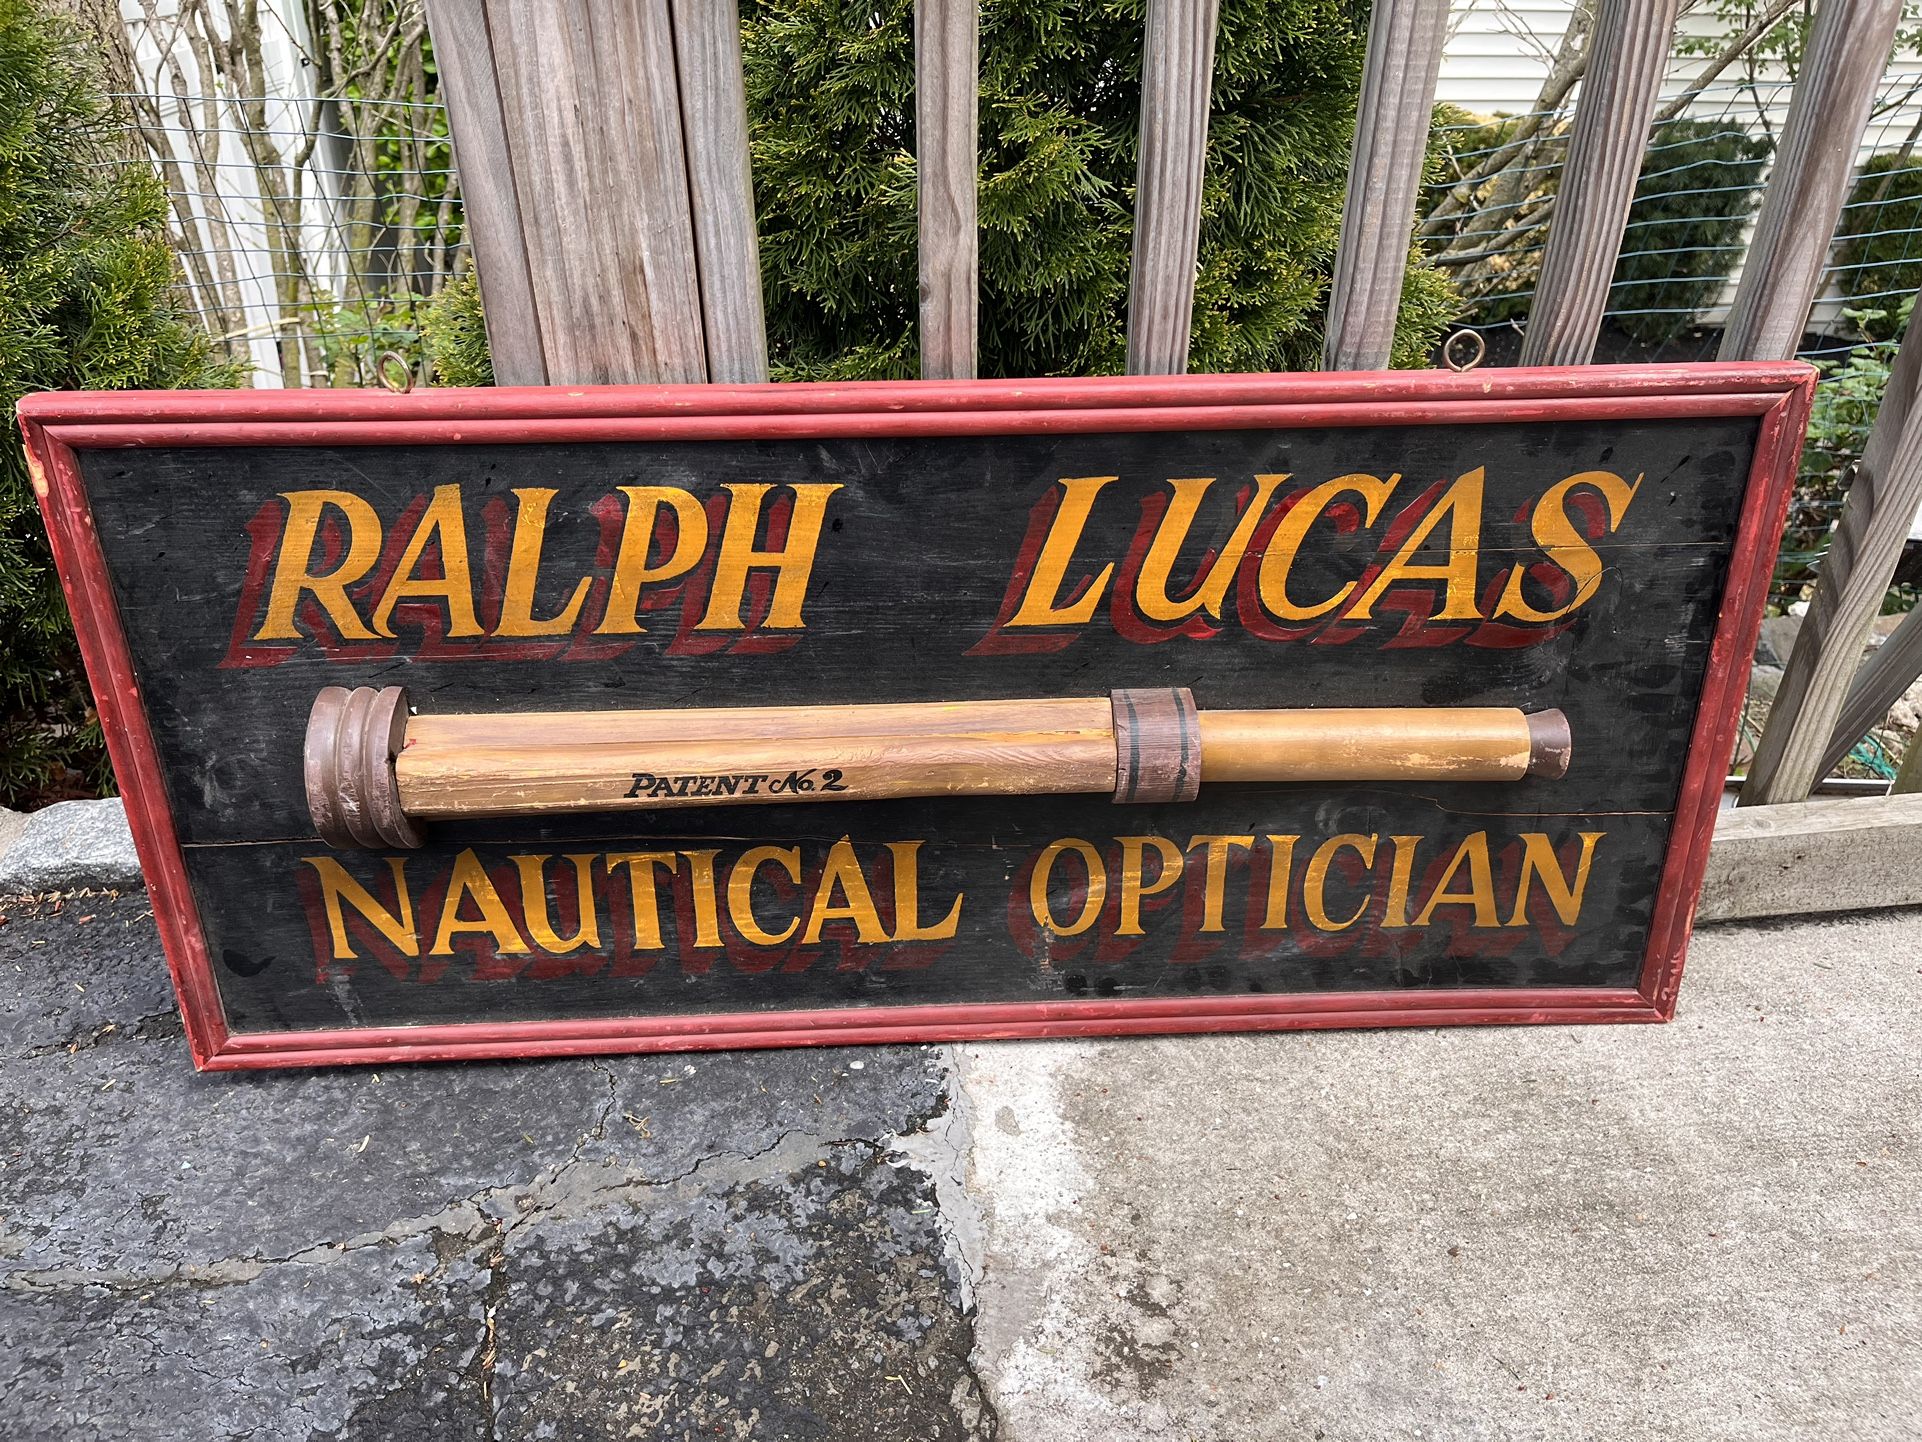 RALPH LUCAS
PATENT No. 2
NAUTICAL OPTICIAN